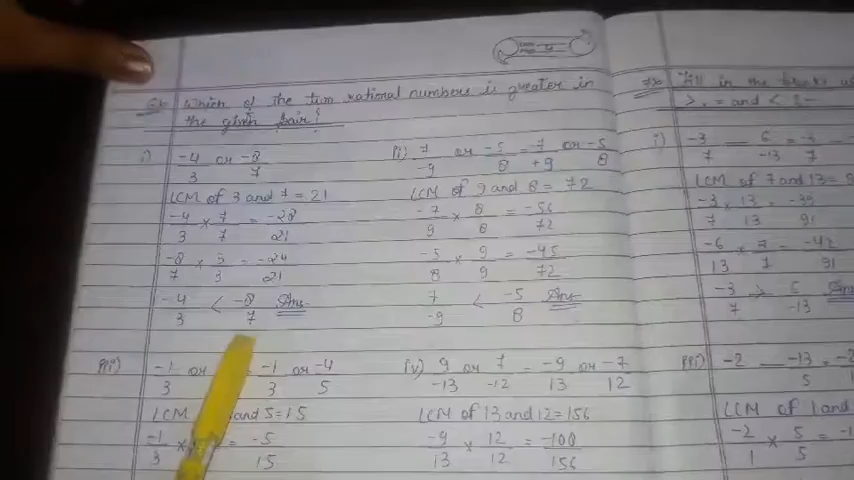 Q6. Which of the two rational numbers is greater in
the given pair?
i) -4/3 or -8/7
LCM of 3 and 7 = 21
-4/3 × 7/7 = -28/21
-8/7 × 3/3 = -24/21
-4/3 < -8/7 Ans
ii) 7/-9 or -5/8 = -7/+9 or -5/8
LCM of 9 and 8 = 72
-7/9 × 8/8 = -56/72
-5/8 × 9/9 = -45/72
7/-9 < -5/8 Ans
iii) -1/3 or = -1/3 or -4/5
LCM and 5 = 15
-1/3 × = -5/15
iv) 9/-13 or 7/-12 = -9/13 or -7/12
LCM of 13 and 12 = 156
-9/13 × 12/12 = -100/156
Q7. Fill in the blanks
>, = and < :-
i) -3/7 __ 6/-13 = -3/7
LCM of 7 and 13 =
-3/7 × 13/13 = -39/91
-6/13 × 7/7 = -42/91
-3/7 > 6/-13 Ans
-2 __ -13/5 =
LCM of 1 and
-2/1 × 5/5 =